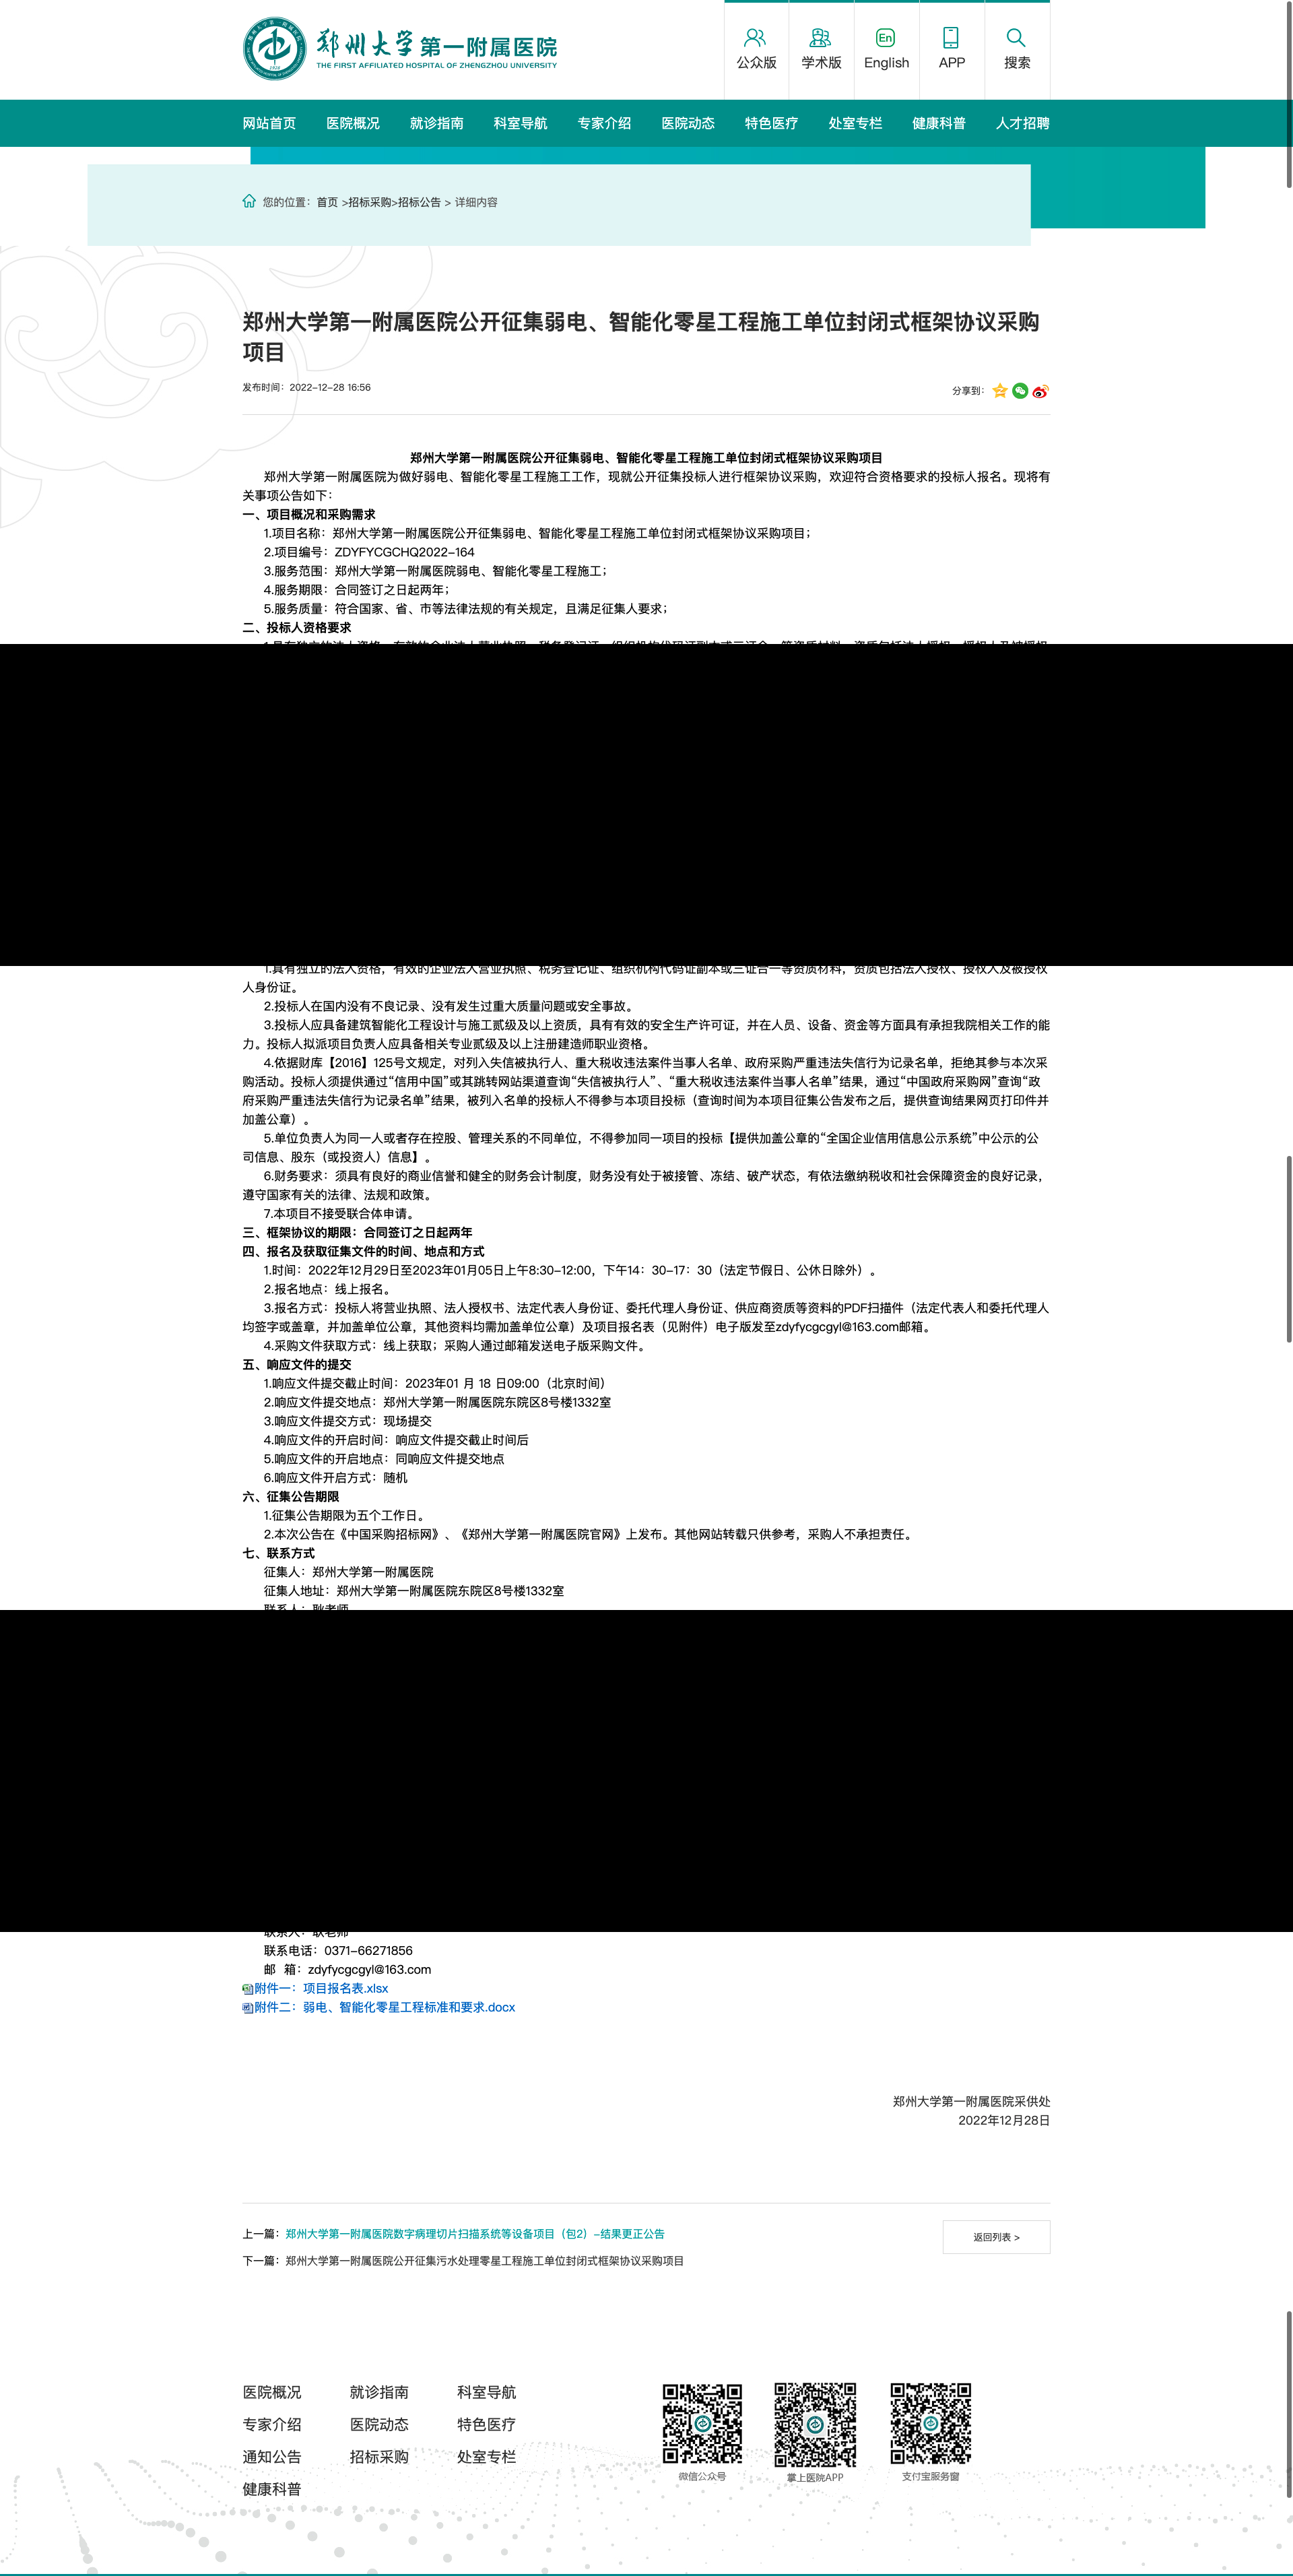 郑州大学第一附属医院
THE FIRST AFFILIATED HOSPITAL OF ZHENGZHOU UNIVERSITY
公众版
学术版
En
English
APP
搜索
网站首页
医院概况
就诊指南
科室导航
专家介绍
医院动态
特色医疗
处室专栏
健康科普
人才招聘
您的位置：首页 >招标采购>招标公告 > 详细内容
郑州大学第一附属医院公开征集弱电、智能化零星工程施工单位封闭式框架协议采购
项目
发布时间：2022-12-28 16:56
分享到：
郑州大学第一附属医院公开征集弱电、智能化零星工程施工单位封闭式框架协议采购项目
郑州大学第一附属医院为做好弱电、智能化零星工程施工工作，现就公开征集投标人进行框架协议采购，欢迎符合资格要求的投标人报名。现将有
关事项公告如下：
一、项目概况和采购需求
1.项目名称：郑州大学第一附属医院公开征集弱电、智能化零星工程施工单位封闭式框架协议采购项目；
2.项目编号：ZDYFYCGCHQ2022-164
3.服务范围：郑州大学第一附属医院弱电、智能化零星工程施工；
4.服务期限：合同签订之日起两年；
5.服务质量：符合国家、省、市等法律法规的有关规定，且满足征集人要求；
二、投标人资格要求
1.具有独立的法人资格，有效的企业法人营业执照、税务登记证、组织机构代码证副本或三证合一等资质材料，资质包括法人授权、授权人及被授权
人身份证。
2.投标人在国内没有不良记录、没有发生过重大质量问题或安全事故。
3.投标人应具备建筑智能化工程设计与施工贰级及以上资质，具有有效的安全生产许可证，并在人员、设备、资金等方面具有承担我院相关工作的能
力。投标人拟派项目负责人应具备相关专业贰级及以上注册建造师职业资格。
4.依据财库【2016】125号文规定，对列入失信被执行人、重大税收违法案件当事人名单、政府采购严重违法失信行为记录名单，拒绝其参与本次采
购活动。投标人须提供通过“信用中国”或其跳转网站渠道查询“失信被执行人”、“重大税收违法案件当事人名单”结果，通过“中国政府采购网”查询“政
府采购严重违法失信行为记录名单”结果，被列入名单的投标人不得参与本项目投标（查询时间为本项目征集公告发布之后，提供查询结果网页打印件并
加盖公章）。
5.单位负责人为同一人或者存在控股、管理关系的不同单位，不得参加同一项目的投标【提供加盖公章的“全国企业信用信息公示系统”中公示的公
司信息、股东（或投资人）信息】。
6.财务要求：须具有良好的商业信誉和健全的财务会计制度，财务没有处于被接管、冻结、破产状态，有依法缴纳税收和社会保障资金的良好记录，
遵守国家有关的法律、法规和政策。
7.本项目不接受联合体申请。
三、框架协议的期限：合同签订之日起两年
四、报名及获取征集文件的时间、地点和方式
1.时间：2022年12月29日至2023年01月05日上午8:30-12:00，下午14：30-17：30（法定节假日、公休日除外）。
2.报名地点：线上报名。
3.报名方式：投标人将营业执照、法人授权书、法定代表人身份证、委托代理人身份证、供应商资质等资料的PDF扫描件（法定代表人和委托代理人
均签字或盖章，并加盖单位公章，其他资料均需加盖单位公章）及项目报名表（见附件）电子版发至zdyfycgcgyl@163.com邮箱。
4.采购文件获取方式：线上获取；采购人通过邮箱发送电子版采购文件。
五、响应文件的提交
1.响应文件提交截止时间：2023年01 月 18 日09:00（北京时间）
2.响应文件提交地点：郑州大学第一附属医院东院区8号楼1332室
3.响应文件提交方式：现场提交
4.响应文件的开启时间：响应文件提交截止时间后
5.响应文件的开启地点：同响应文件提交地点
6.响应文件开启方式：随机
六、征集公告期限
1.征集公告期限为五个工作日。
2.本次公告在《中国采购招标网》、《郑州大学第一附属医院官网》上发布。其他网站转载只供参考，采购人不承担责任。
七、联系方式
征集人：郑州大学第一附属医院
征集人地址：郑州大学第一附属医院东院区8号楼1332室
联系人：耿老师
联系电话：0371-66271856
邮 箱：zdyfycgcgyl@163.com
附件一：项目报名表.xlsx
附件二：弱电、智能化零星工程标准和要求.docx
郑州大学第一附属医院采供处
2022年12月28日
上一篇：郑州大学第一附属医院数字病理切片扫描系统等设备项目（包2）-结果更正公告
返回列表 >
下一篇：郑州大学第一附属医院公开征集污水处理零星工程施工单位封闭式框架协议采购项目
医院概况
就诊指南
科室导航
专家介绍
医院动态
特色医疗
通知公告
招标采购
处室专栏
健康科普
微信公众号
掌上医院APP
支付宝服务窗